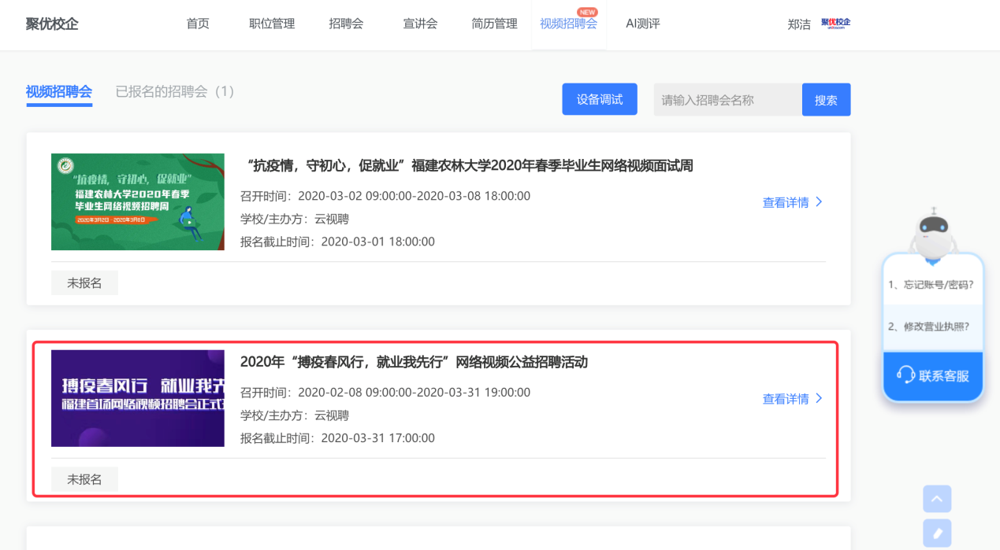 聚优校企
首页
职位管理
招聘会
宣讲会
简历管理
视频招聘会
NEW
AI测评
郑洁
聚优校企
视频招聘会
已报名的招聘会（1）
设备调试
请输入招聘会名称
搜索
“抗疫情，守初心，促就业”
福建农林大学2020年春季
毕业生网络视频招聘周
2020年3月2日-2020年3月8日
“抗疫情，守初心，促就业”福建农林大学2020年春季毕业生网络视频面试周
召开时间：2020-03-02 09:00:00-2020-03-08 18:00:00
学校/主办方：云视聘
报名截止时间：2020-03-01 18:00:00
查看详情
未报名
搏疫春风行 就业我先
福建首场网络视频招聘会正式
2020年“搏疫春风行，就业我先行”网络视频公益招聘活动
召开时间：2020-02-08 09:00:00-2020-03-31 19:00:00
学校/主办方：云视聘
报名截止时间：2020-03-31 17:00:00
查看详情
未报名
1、忘记账号/密码?
2、修改营业执照?
联系客服